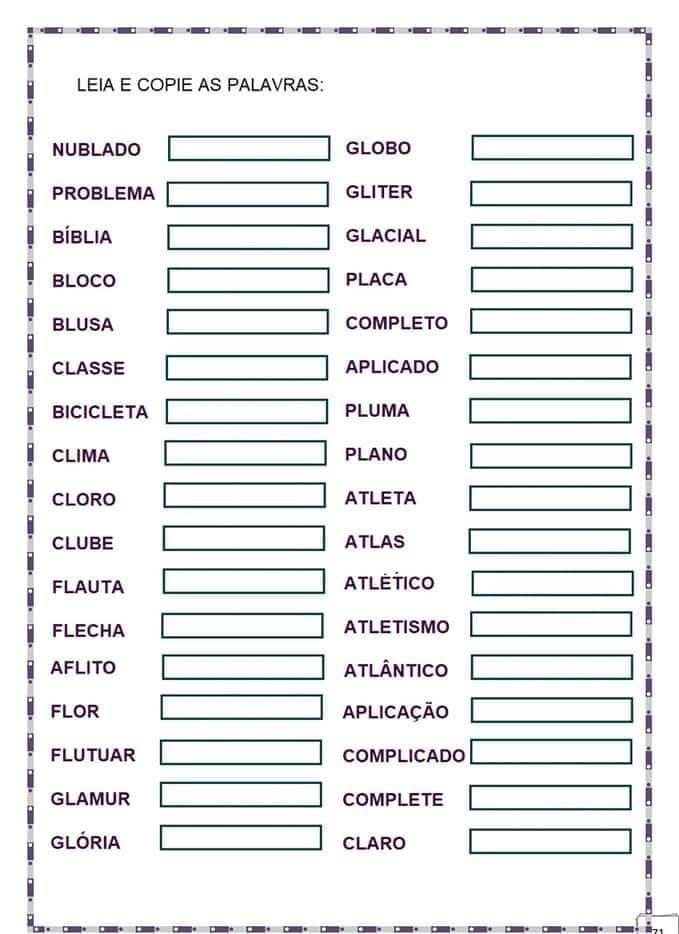 LEIA E COPIE AS PALAVRAS:
NUBLADO
PROBLEMA
BÍBLIA
BLOCO
BLUSA
CLASSE
BICICLETA
CLIMA
CLORO
CLUBE
FLAUTA
FLECHA
AFLITO
FLOR
FLUTUAR
GLAMUR
GLÓRIA
GLOBO
GLITER
GLACIAL
PLACA
COMPLETO
APLICADO
PLUMA
PLANO
ATLETA
ATLAS
ATLÉTICO
ATLETISMO
ATLÂNTICO
APLICAÇÃO
COMPLICADO
COMPLETE
CLARO
71